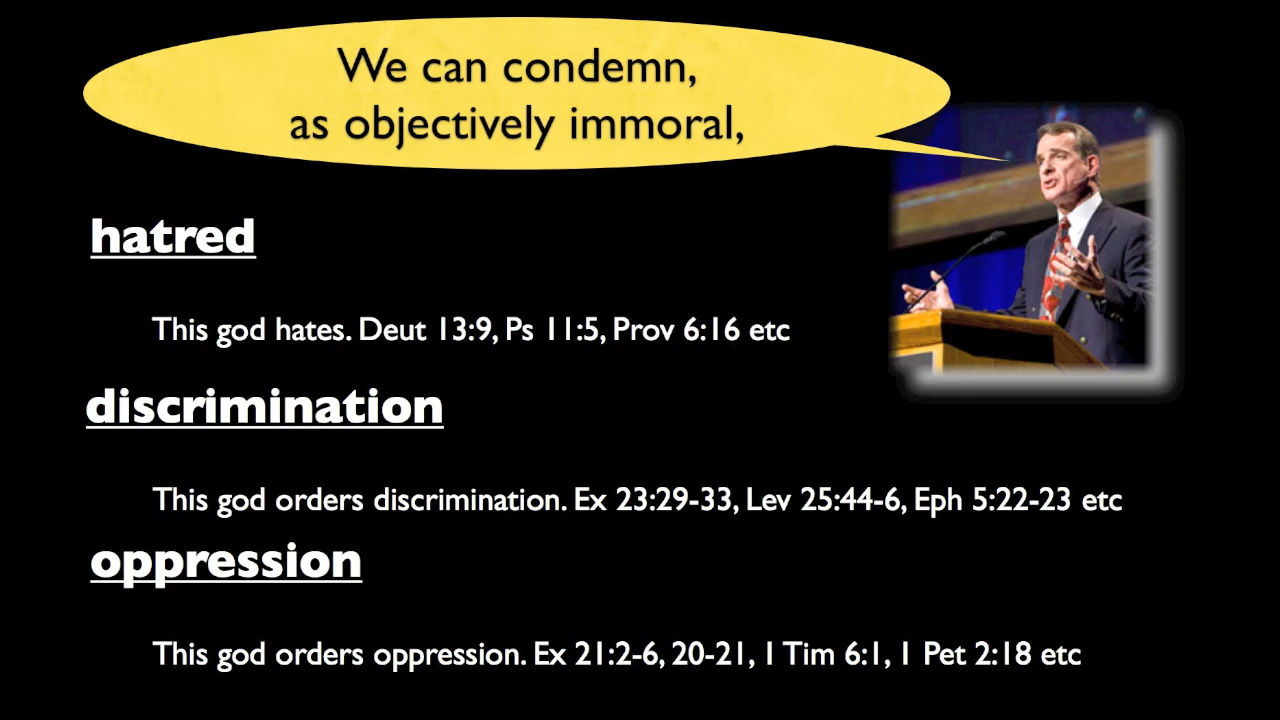 We can condemn,
as objectively immoral,
hatred
This god hates. Deut 13:9, Ps 11:5, Prov 6:16 etc
discrimination
This god orders discrimination. Ex 23:29-33, Lev 25:44-6, Eph 5:22-23 etc
oppression
This god orders oppression. Ex 21:2-6, 20-21, 1 Tim 6:1, 1 Pet 2:18 etc